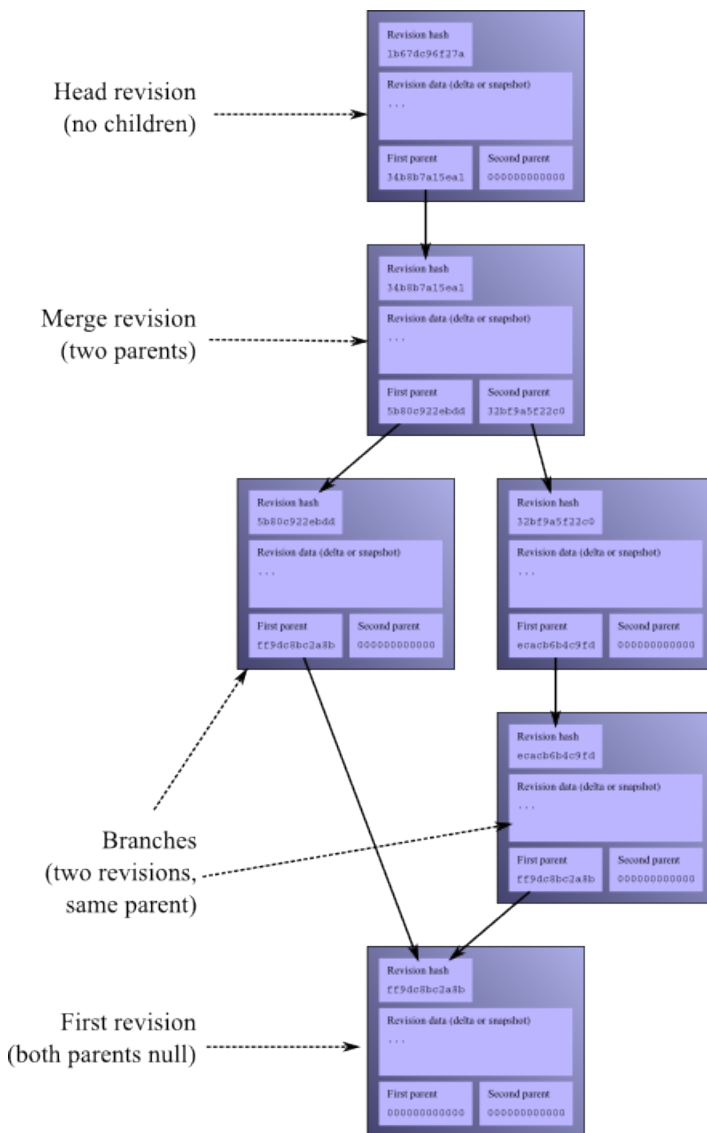 Revision hash
1b67dc96f27a
Revision data (delta or snapshot)
...
Head revision
(no children)
First parent
34b8b7a15ea1
Second parent
000000000000
Revision hash
34b8b7a15ea1
Revision data (delta or snapshot)
...
Merge revision
(two parents)
First parent
5b80c922ebdd
Second parent
32bf9a5f22c0
Revision hash
5b80c922ebdd
Revision data (delta or snapshot)
...
First parent
ff9dc8bc2a8b
Second parent
000000000000
Revision hash
32bf9a5f22c0
Revision data (delta or snapshot)
...
First parent
ecacb6b4c9fd
Second parent
000000000000
Revision hash
ecacb6b4c9fd
Revision data (delta or snapshot)
...
First parent
ff9dc8bc2a8b
Second parent
000000000000
Branches
(two revisions,
same parent)
Revision hash
ff9dc8bc2a8b
Revision data (delta or snapshot)
...
First revision
(both parents null)
First parent
000000000000
Second parent
000000000000